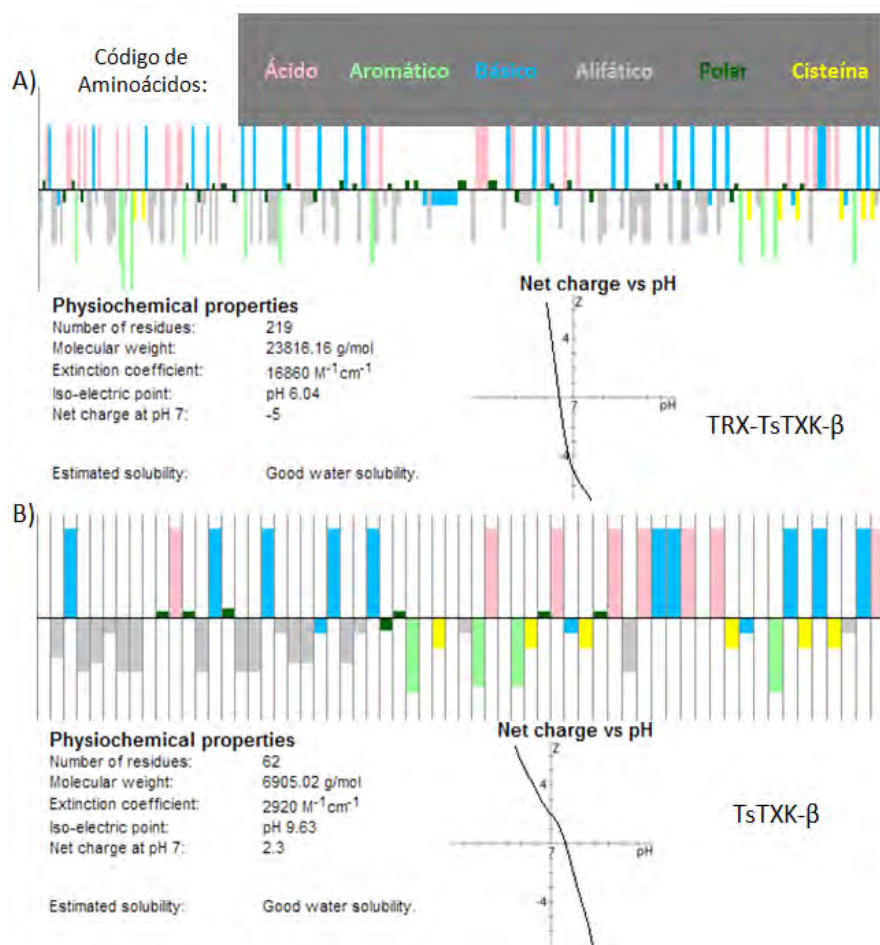 Código de Aminoácidos:
Ácido Aromático Básico Alifático Polar Cisteína
A)
Physiochemical properties
Number of residues: 219
Molecular weight: 23816.16 g/mol
Extinction coefficient: 16860 M⁻¹cm⁻¹
Iso-electric point: pH 6.04
Net charge at pH 7: -5
Estimated solubility: Good water solubility.
Net charge vs pH
Z
4
7
pH
-4
TRX-TsTXK-β
B)
Physiochemical properties
Number of residues: 62
Molecular weight: 6905.02 g/mol
Extinction coefficient: 2920 M⁻¹cm⁻¹
Iso-electric point: pH 9.63
Net charge at pH 7: 2.3
Estimated solubility: Good water solubility.
Net charge vs pH
Z
4
7
pH
-4
TsTXK-β